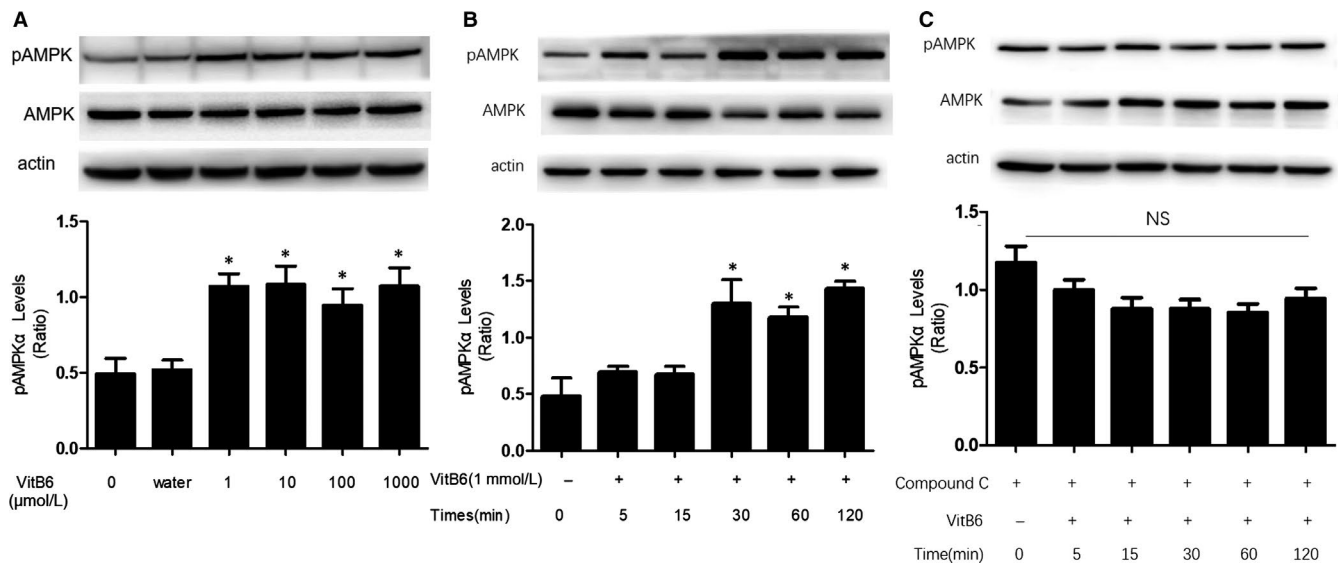 A
pAMPK
AMPK
actin
pAMPKα Levels
(Ratio)
1.5
1.0
0.5
0.0
* * * *
VitB6
(µmol/L)
0 water 1 10 100 1000
B
pAMPK
AMPK
actin
pAMPKα Levels
(Ratio)
2.0
1.5
1.0
0.5
0.0
* * *
VitB6(1 mmol/L) – + + + + +
Times(min) 0 5 15 30 60 120
C
pAMPK
AMPK
actin
pAMPKα Levels
(Ratio)
1.5
1.0
0.5
0.0
NS
Compound C + + + + + +
VitB6 – + + + + +
Time(min) 0 5 15 30 60 120